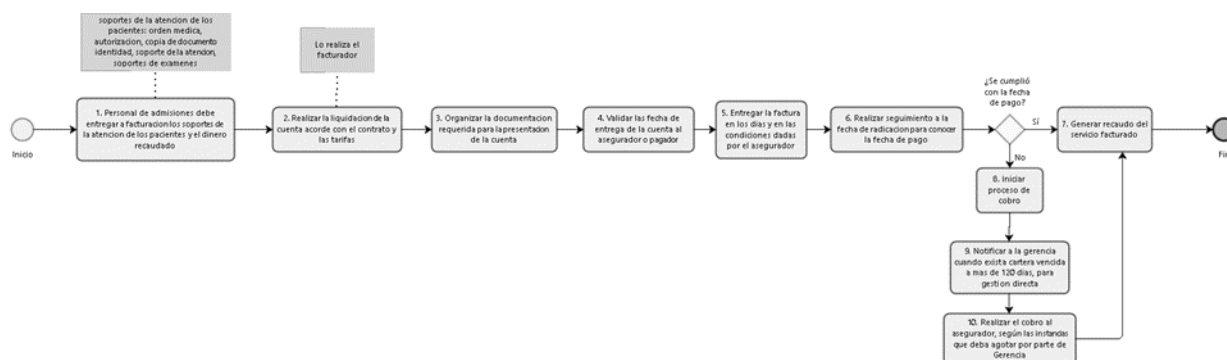 soportes de la atencion de los
pacientes: orden medica,
autorizacion, copia de documento
identidad, soporte de la atencion,
soportes de examenes
Lo realiza el
facturador
Inicio
1. Personal de admisiones debe
entregar a facturacion los soportes de
la atencion de los pacientes y el dinero
recaudado
2. Realizar la liquidacion de la
cuenta acorde con el contrato y
las tarifas
3. Organizar la documentacion
requerida para la presentacion
de la cuenta
4. Validar las fecha de
entrega de la cuenta al
asegurador o pagador
5. Entregar la factura
en los días y en las
condiciones dadas
por el asegurador
6. Realizar seguimiento a la
fecha de radicacion para conocer
la fecha de pago
¿Se cumplió
con la fecha
de pago?
Sí
No
7. Generar recaudo del
servicio facturado
Fin
8. Iniciar
proceso de
cobro
9. Notificar a la gerencia
cuando exista cartera vencida
a mas de 120 días, para
gestion directa
10. Realizar el cobro al
asegurador, según las instancias
que deba agotar por parte de
Gerencia